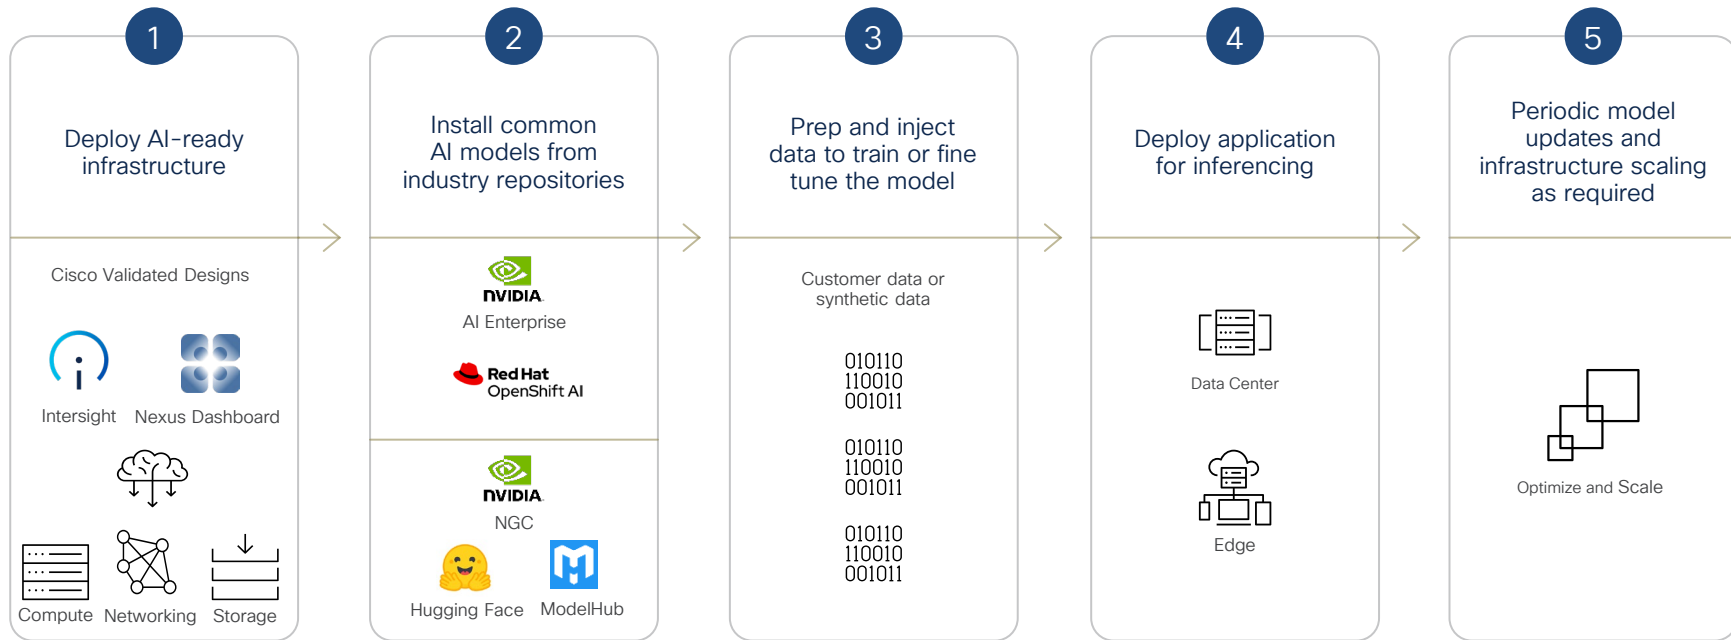 1
Deploy AI-ready
infrastructure
Cisco Validated Designs
Intersight
Nexus Dashboard
Compute
Networking
Storage
2
Install common
AI models from
industry repositories
NVIDIA.
AI Enterprise
Red Hat
OpenShift AI
NVIDIA.
NGC
Hugging Face
ModelHub
3
Prep and inject
data to train or fine
tune the model
Customer data or
synthetic data
010110
110010
001011
010110
110010
001011
010110
110010
001011
4
Deploy application
for inferencing
Data Center
Edge
5
Periodic model
updates and
infrastructure scaling
as required
Optimize and Scale